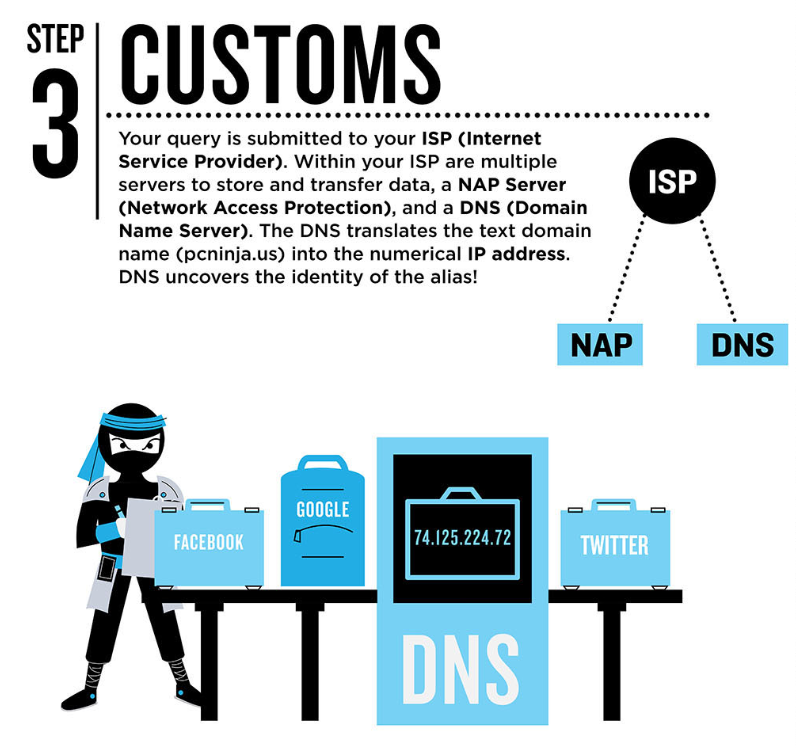 STEP
3
CUSTOMS
Your query is submitted to your ISP (Internet
Service Provider). Within your ISP are multiple
servers to store and transfer data, a NAP Server
(Network Access Protection), and a DNS (Domain
Name Server). The DNS translates the text domain
name (pcninja.us) into the numerical IP address.
DNS uncovers the identity of the alias!
ISP
NAP
DNS
FACEBOOK
GOOGLE
74.125.224.72
TWITTER
DNS